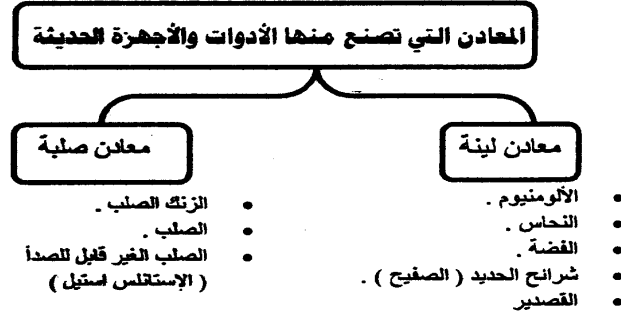 المعادن التي تصنع منها الأدوات والأجهزة الحديثة
معادن لينة
الألومنيوم .
النحاس .
الفضة .
شرائح الحديد ( الصفيح ) .
القصدير
معادن صلبة
الزنك الصلب .
الصلب .
الصلب الغير قابل للصدأ
( الإستانلس استيل )